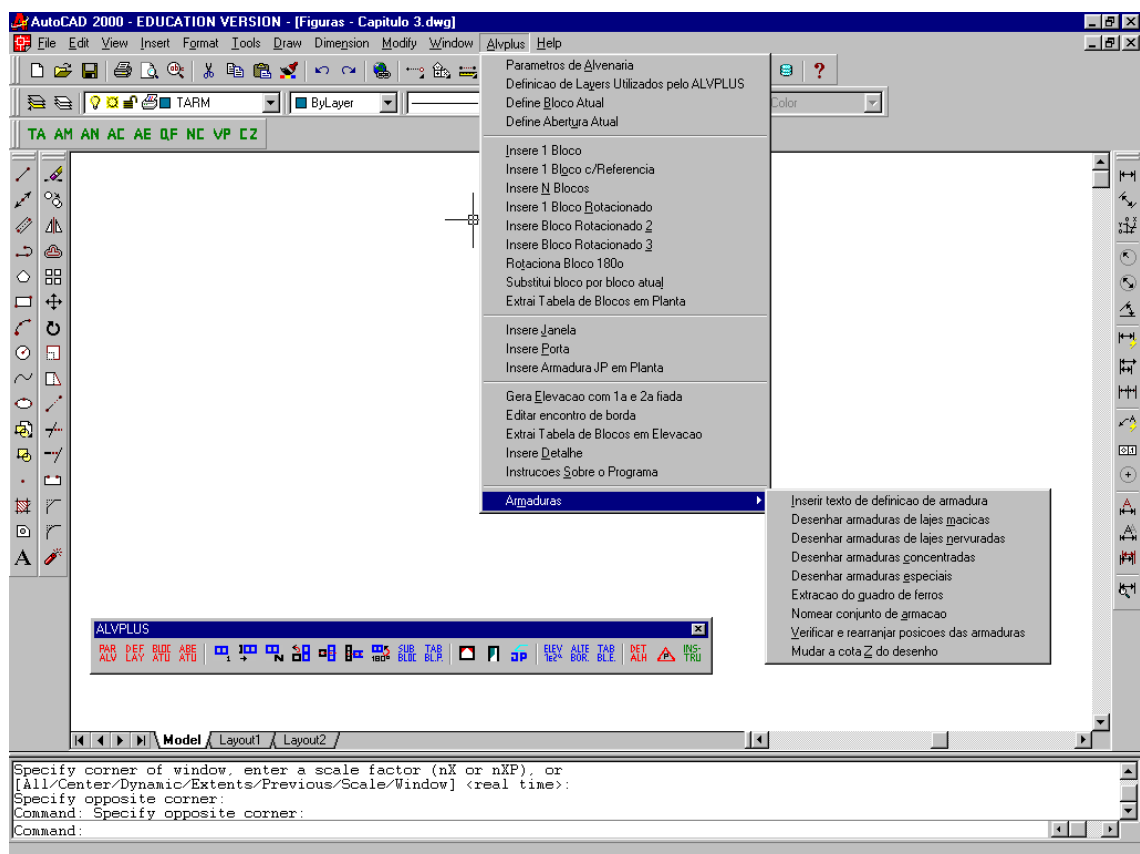 AutoCAD 2000 - EDUCATION VERSION - [Figuras - Capitulo 3.dwg]
File Edit View Insert Format Tools Draw Dimension Modify Window Alvplus Help
TARM ByLayer Color
TA AM AN AC AE QF NC VP CZ
Parametros de Alvenaria
Definicao de Layers Utilizados pelo ALVPLUS
Define Bloco Atual
Define Abertura Atual
Insere 1 Bloco
Insere 1 Bloco c/Referencia
Insere N Blocos
Insere 1 Bloco Rotacionado
Insere Bloco Rotacionado 2
Insere Bloco Rotacionado 3
Rotaciona Bloco 180o
Substitui bloco por bloco atual
Extrai Tabela de Blocos em Planta
Insere Janela
Insere Porta
Insere Armadura JP em Planta
Gera Elevacao com 1a e 2a fiada
Editar encontro de borda
Extrai Tabela de Blocos em Elevacao
Insere Detalhe
Instrucoes Sobre o Programa
Armaduras
Inserir texto de definicao de armadura
Desenhar armaduras de lajes macicas
Desenhar armaduras de lajes nervuradas
Desenhar armaduras concentradas
Desenhar armaduras especiais
Extracao do quadro de ferros
Nomear conjunto de armacao
Verificar e rearranjar posicoes das armaduras
Mudar a cota Z do desenho
ALVPLUS
PAR DEF BLOC ABE SUB TAB ELEV ALTE TAB DET INS-
ALV LAY ATU ATU 1 N 180° BLOC BL.P. JP 1e2ª BOR. BL.E. ALH P TRU
Model Layout1 Layout2
Specify corner of window, enter a scale factor (nX or nXP), or
[All/Center/Dynamic/Extents/Previous/Scale/Window] <real time>:
Specify opposite corner:
Command: Specify opposite corner:
Command: